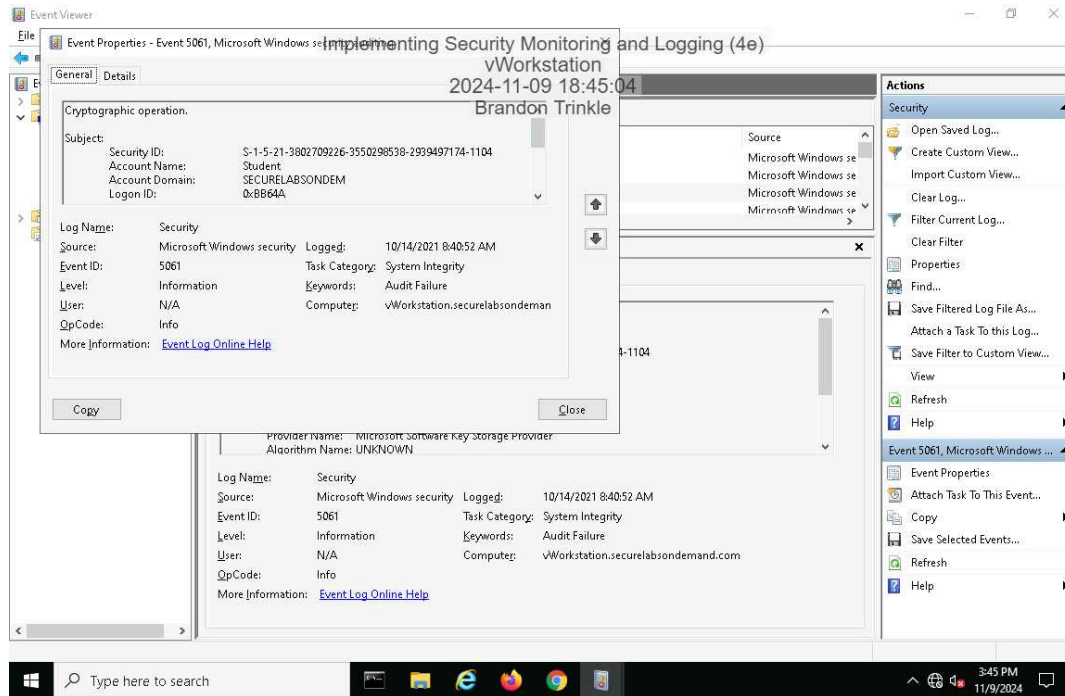 Event Viewer
File
Event Properties - Event 5061, Microsoft Windows security auditing.
Implementing Security Monitoring and Logging (4e)
vWorkstation
2024-11-09 18:45:04
Brandon Trinkle
General Details
Cryptographic operation.
Subject:
Security ID: S-1-5-21-3802709226-3550298538-2939497174-1104
Account Name: Student
Account Domain: SECURELABSONDEM
Logon ID: 0xBB64A
Log Name: Security
Source: Microsoft Windows security Logged: 10/14/2021 8:40:52 AM
Event ID: 5061 Task Category: System Integrity
Level: Information Keywords: Audit Failure
User: N/A Computer: vWorkstation.securelabsondeman
OpCode: Info
More Information: Event Log Online Help
Copy Close
Source
Microsoft Windows se
Microsoft Windows se
Microsoft Windows se
Microsoft Windows se
4-1104
Provider Name: Microsoft Software Key Storage Provider
Algorithm Name: UNKNOWN
Log Name: Security
Source: Microsoft Windows security Logged: 10/14/2021 8:40:52 AM
Event ID: 5061 Task Category: System Integrity
Level: Information Keywords: Audit Failure
User: N/A Computer: vWorkstation.securelabsondemand.com
OpCode: Info
More Information: Event Log Online Help
Actions
Security
Open Saved Log...
Create Custom View...
Import Custom View...
Clear Log...
Filter Current Log...
Clear Filter
Properties
Find...
Save Filtered Log File As...
Attach a Task To this Log...
Save Filter to Custom View...
View
Refresh
Help
Event 5061, Microsoft Windows ...
Event Properties
Attach Task To This Event...
Copy
Save Selected Events...
Refresh
Help
Type here to search
3:45 PM
11/9/2024